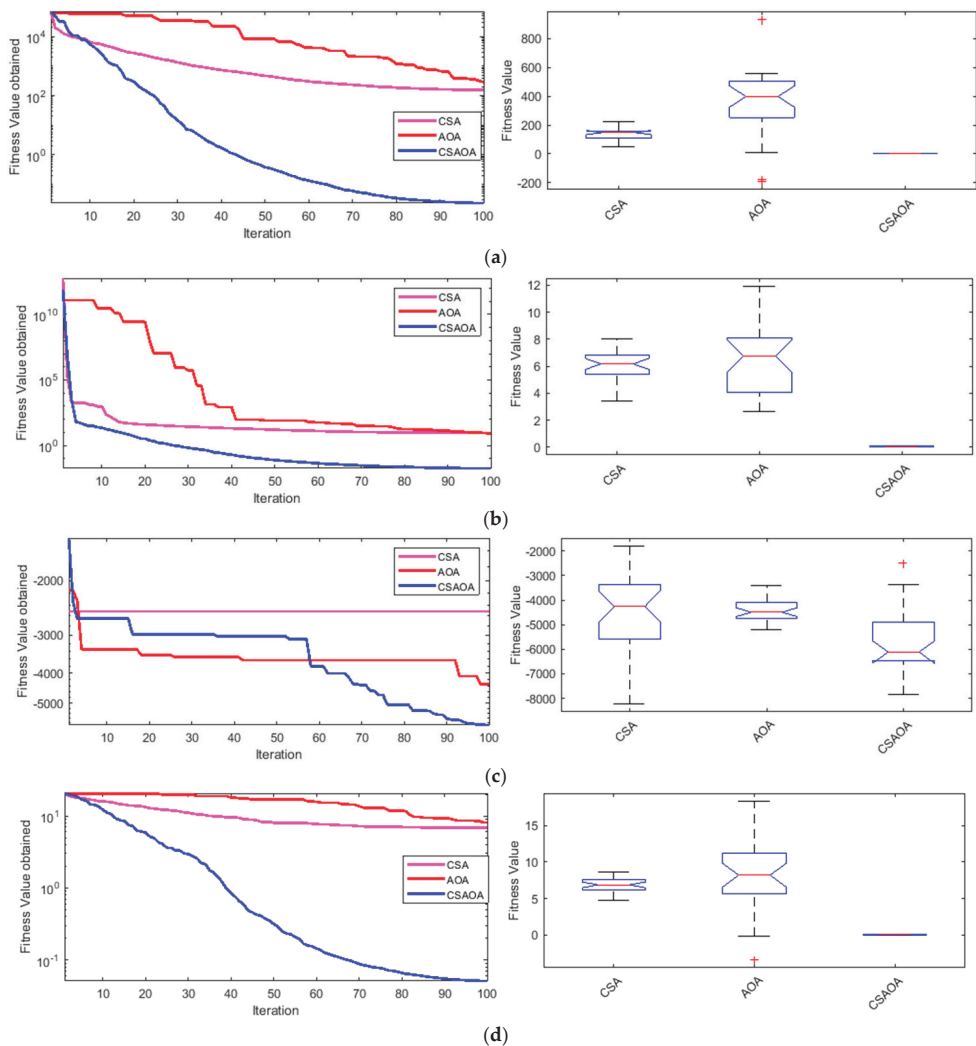 Fitness Value obtained
10^4
10^2
10^0
CSA
AOA
CSAOA
10 20 30 40 50 60 70 80 90 100
Iteration
Fitness Value
800
600
400
200
0
-200
CSA
AOA
CSAOA
(a)
Fitness Value obtained
10^10
10^5
10^0
CSA
AOA
CSAOA
10 20 30 40 50 60 70 80 90 100
Iteration
Fitness Value
12
10
8
6
4
2
0
CSA
AOA
CSAOA
(b)
Fitness Value obtained
-2000
-3000
-4000
-5000
CSA
AOA
CSAOA
10 20 30 40 50 60 70 80 90 100
Iteration
Fitness Value
-2000
-3000
-4000
-5000
-6000
-7000
-8000
CSA
AOA
CSAOA
(c)
Fitness Value obtained
10^1
10^0
10^-1
CSA
AOA
CSAOA
10 20 30 40 50 60 70 80 90 100
Iteration
Fitness Value
15
10
5
0
CSA
AOA
CSAOA
(d)